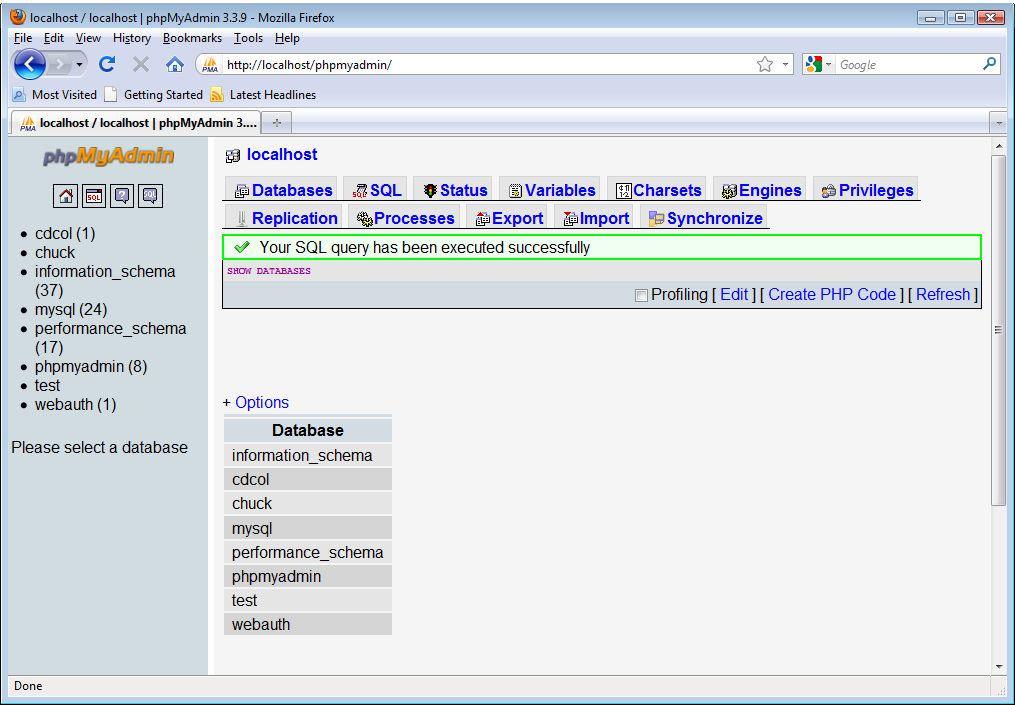 localhost / localhost | phpMyAdmin 3.3.9 - Mozilla Firefox
File Edit View History Bookmarks Tools Help
PMA http://localhost/phpmyadmin/ Google
Most Visited Getting Started Latest Headlines
PMA localhost / localhost | phpMyAdmin 3....
phpMyAdmin
SQL
cdcol (1)
chuck
information_schema
(37)
mysql (24)
performance_schema
(17)
phpmyadmin (8)
test
webauth (1)
Please select a database
localhost
Databases SQL Status Variables Charsets Engines Privileges
Replication Processes Export Import Synchronize
Your SQL query has been executed successfully
SHOW DATABASES
Profiling [ Edit ] [ Create PHP Code ] [ Refresh ]
+ Options
Database
information_schema
cdcol
chuck
mysql
performance_schema
phpmyadmin
test
webauth
Done